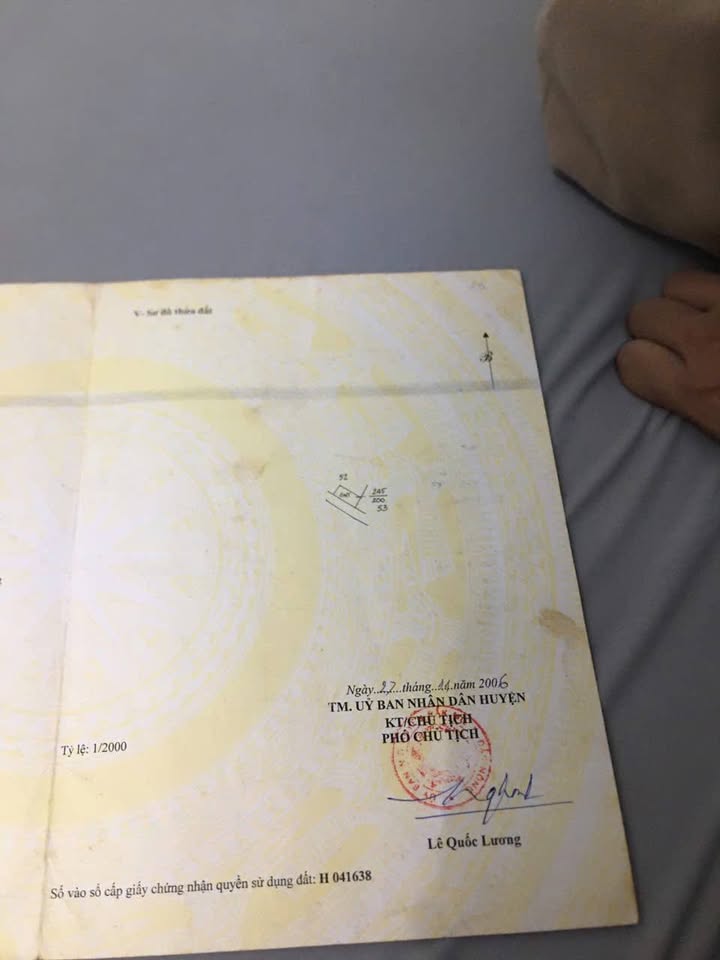 V- Sơ đồ thửa đất
B
52
245
200
53
Ngày..27...tháng..11.năm 2006
TM. UỶ BAN NHÂN DÂN HUYỆN
KT/CHỦ TỊCH
PHÓ CHỦ TỊCH
Tỷ lệ: 1/2000
Lê Quốc Lương
Số vào sổ cấp giấy chứng nhận quyền sử dụng đất: H 041638